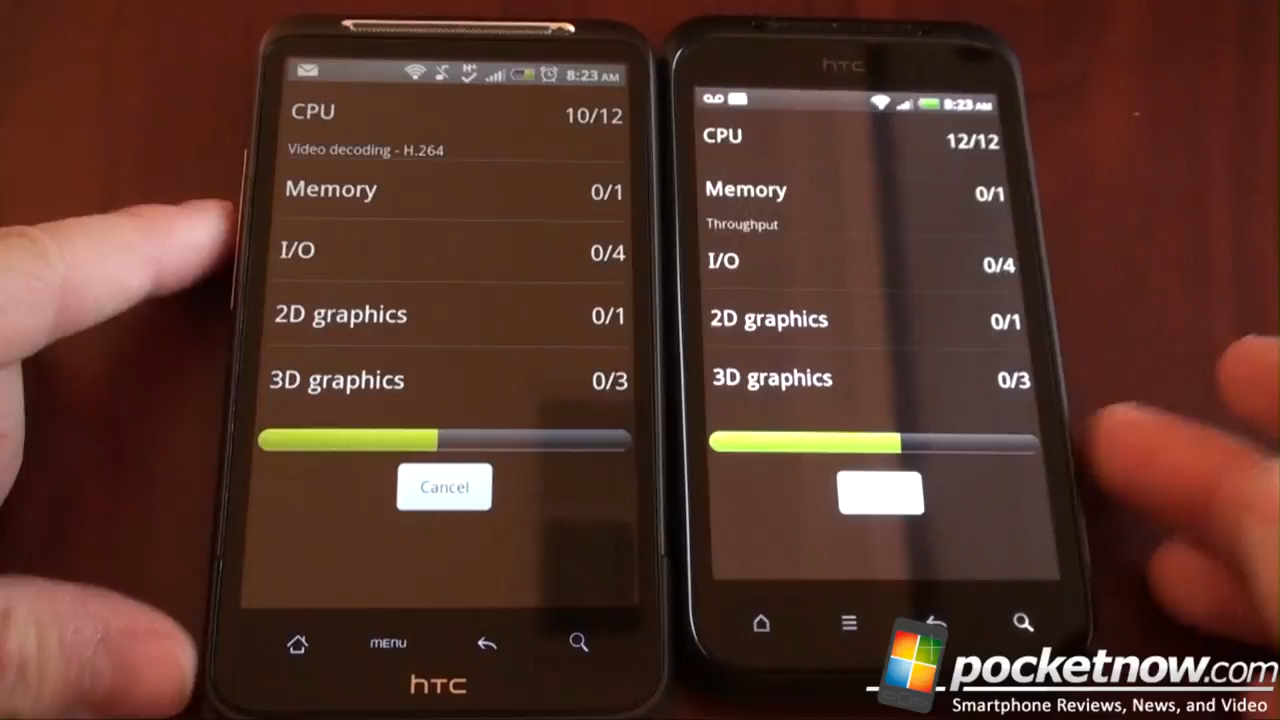 8:23 AM
CPU 10/12
Video decoding - H.264
Memory 0/1
I/O 0/4
2D graphics 0/1
3D graphics 0/3
Cancel
MENU
hTC
hTC
8:23 AM
CPU 12/12
Memory 0/1
Throughput
I/O 0/4
2D graphics 0/1
3D graphics 0/3
pocketnow.com
Smartphone Reviews, News, and Video